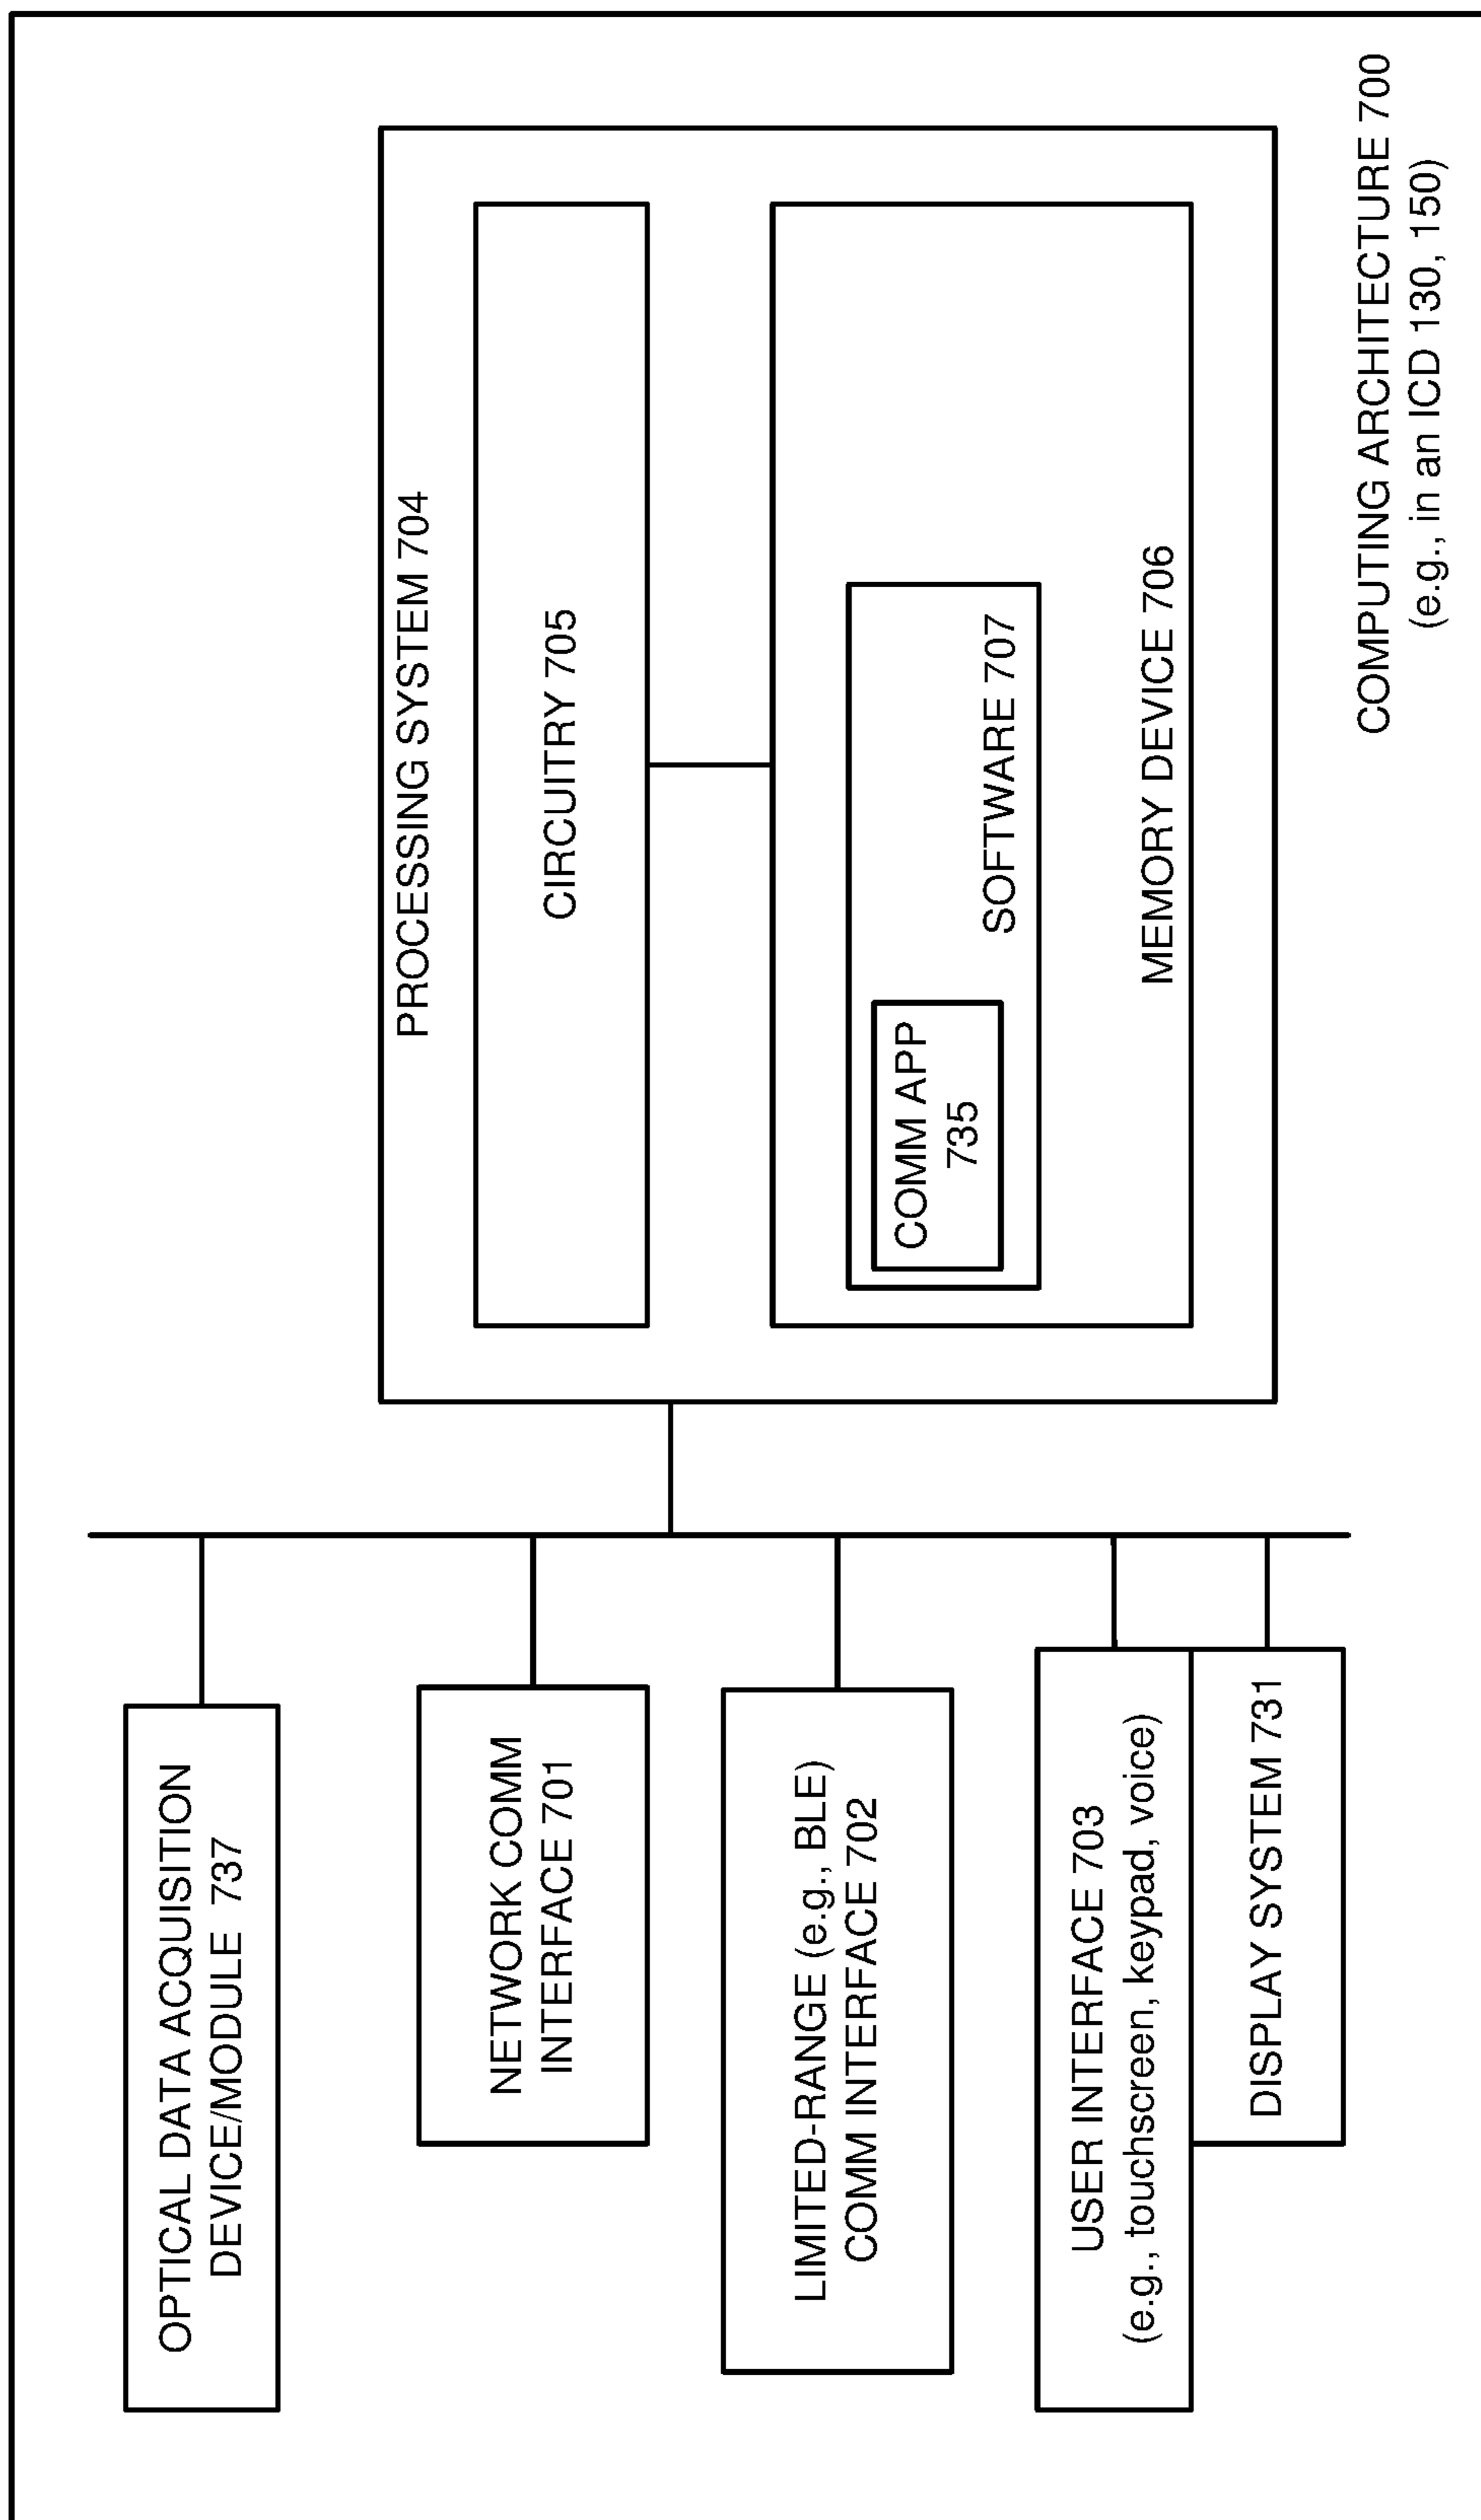 OPTICAL DATA ACQUISITION
DEVICE/MODULE 737
NETWORK COMM
INTERFACE 701
LIMITED-RANGE (e.g., BLE)
COMM INTERFACE 702
USER INTERFACE 703
(e.g., touchscreen, keypad, voice)
DISPLAY SYSTEM 731
PROCESSING SYSTEM 704
CIRCUITRY 705
COMM APP
735
SOFTWARE 707
MEMORY DEVICE 706
COMPUTING ARCHITECTURE 700
(e.g., in an ICD 130, 150)